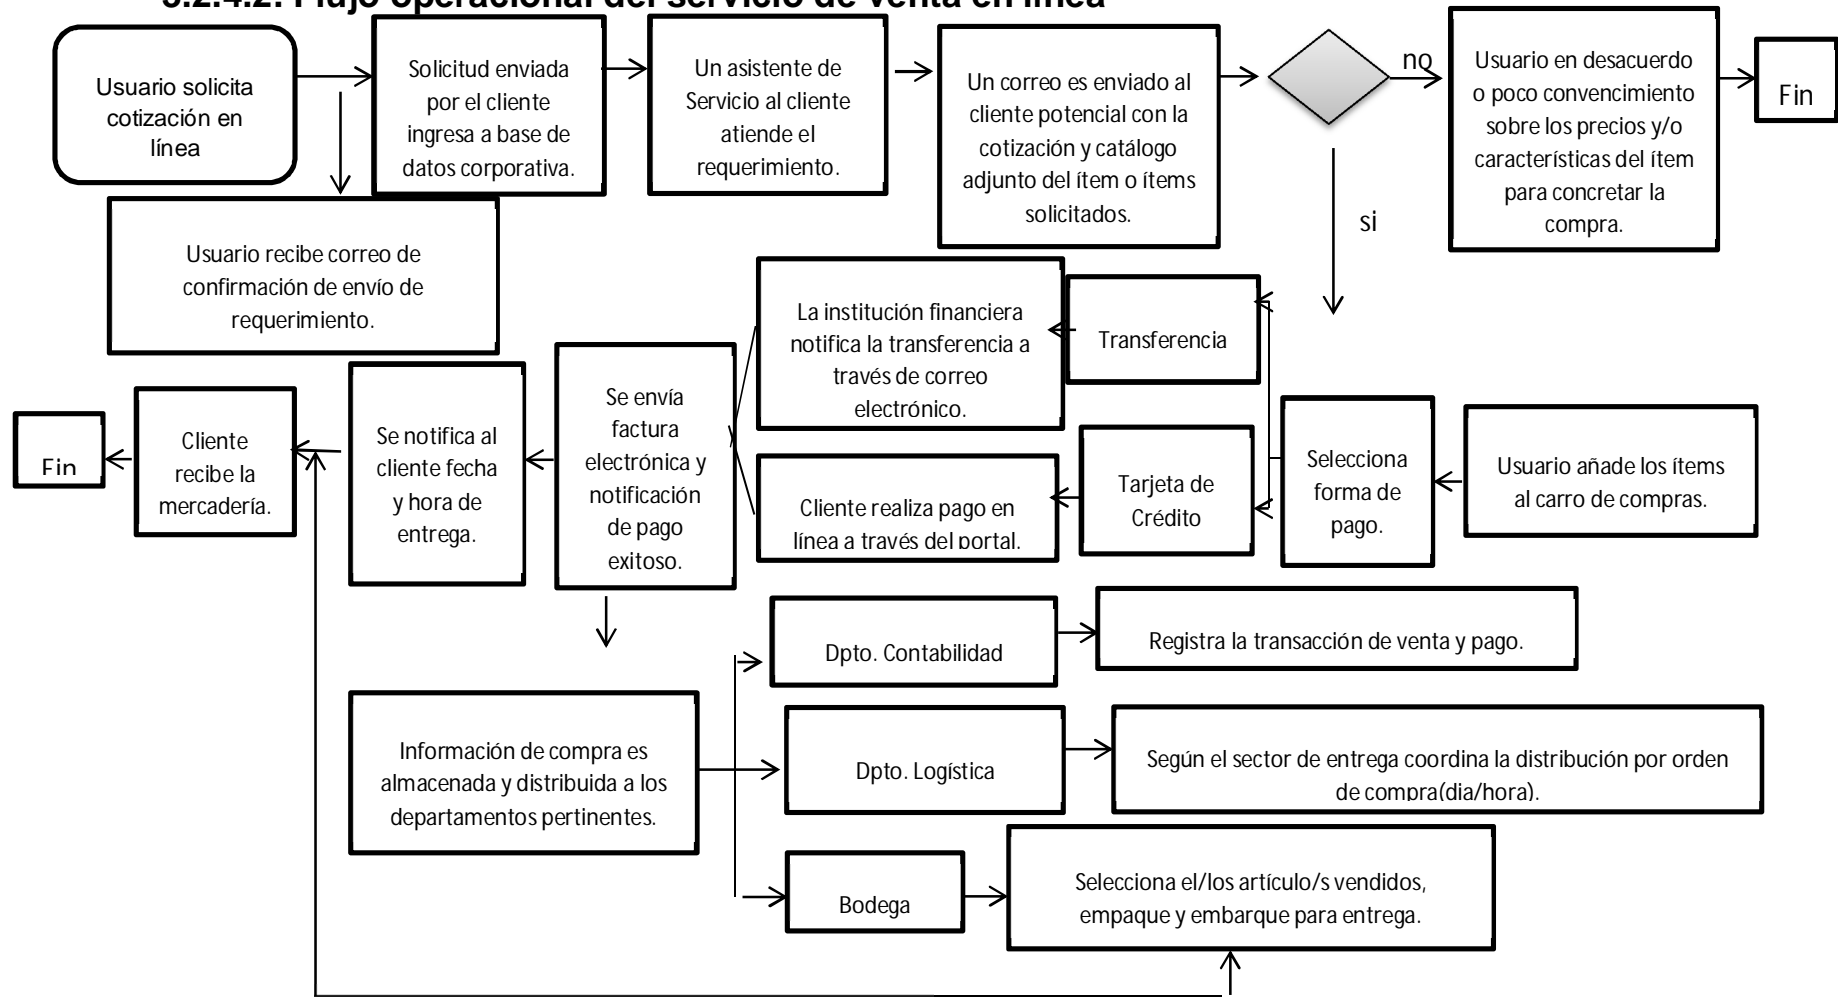 5.2.4.2. Flujo operacional del servicio de venta en línea
Usuario solicita
cotización en
línea
Solicitud enviada
por el cliente
ingresa a base de
datos corporativa.
Un asistente de
Servicio al cliente
atiende el
requerimiento.
Un correo es enviado al
cliente potencial con la
cotización y catálogo
adjunto del ítem o ítems
solicitados.
no
Usuario en desacuerdo
o poco convencimiento
sobre los precios y/o
características del ítem
para concretar la
compra.
Fin
si
Usuario recibe correo de
confirmación de envío de
requerimiento.
Usuario añade los ítems
al carro de compras.
Selecciona
forma de
pago.
Transferencia
Tarjeta de
Crédito
La institución financiera
notifica la transferencia a
través de correo
electrónico.
Cliente realiza pago en
línea a través del portal.
Se envía
factura
electrónica y
notificación
de pago
exitoso.
Se notifica al
cliente fecha
y hora de
entrega.
Cliente
recibe la
mercadería.
Fin
Información de compra es
almacenada y distribuida a los
departamentos pertinentes.
Dpto. Contabilidad
Registra la transacción de venta y pago.
Dpto. Logística
Según el sector de entrega coordina la distribución por orden
de compra(dia/hora).
Bodega
Selecciona el/los artículo/s vendidos,
empaque y embarque para entrega.